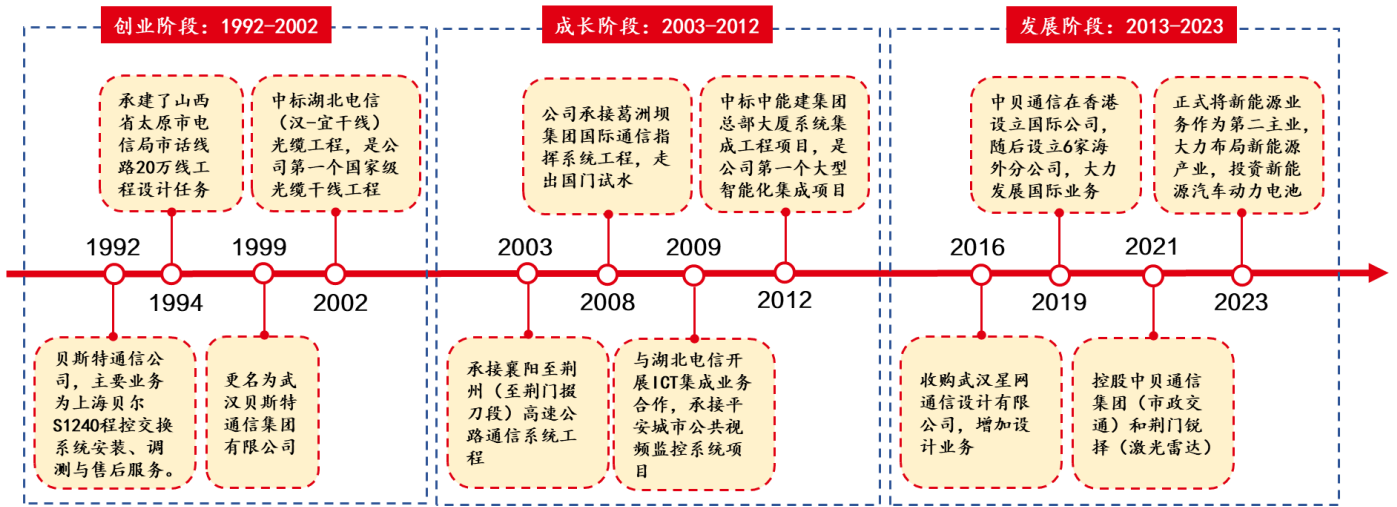 创业阶段：1992-2002
承建了山西
省太原市电
信局市话线
路20万线工
程设计任务
中标湖北电信
（汉-宜干线）
光缆工程，是公
司第一个国家级
光缆干线工程
1992
1994
1999
2002
贝斯特通信公
司，主要业务
为上海贝尔
S1240程控交换
系统安装、调
测与售后服务。
更名为武
汉贝斯特
通信集团
有限公司
成长阶段：2003-2012
公司承接葛洲坝
集团国际通信指
挥系统工程，走
出国门试水
中标中能建集团
总部大厦系统集
成工程项目，是
公司第一个大型
智能化集成项目
2003
2008
2009
2012
承接襄阳至荆
州（至荆门掇
刀段）高速公
路通信系统工
程
与湖北电信开
展ICT集成业务
合作，承接平
安城市公共视
频监控系统项
目
发展阶段：2013-2023
中贝通信在香港
设立国际公司，
随后设立6家海
外分公司，大力
发展国际业务
正式将新能源业
务作为第二主业，
大力布局新能源
产业，投资新能
源汽车动力电池
2016
2019
2021
2023
收购武汉星网
通信设计有限
公司，增加设
计业务
控股中贝通信
集团（市政交
通）和荆门锐
择（激光雷达）